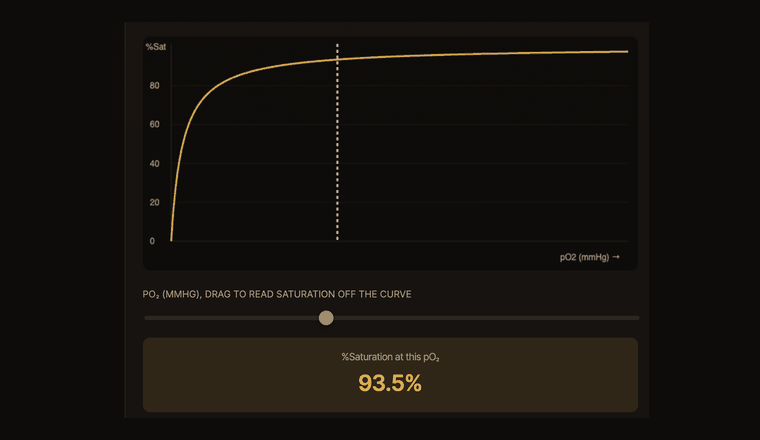 %Sat
80
60
40
20
0
pO2 (mmHg) →
PO₂ (MMHG), DRAG TO READ SATURATION OFF THE CURVE
%Saturation at this pO₂
93.5%